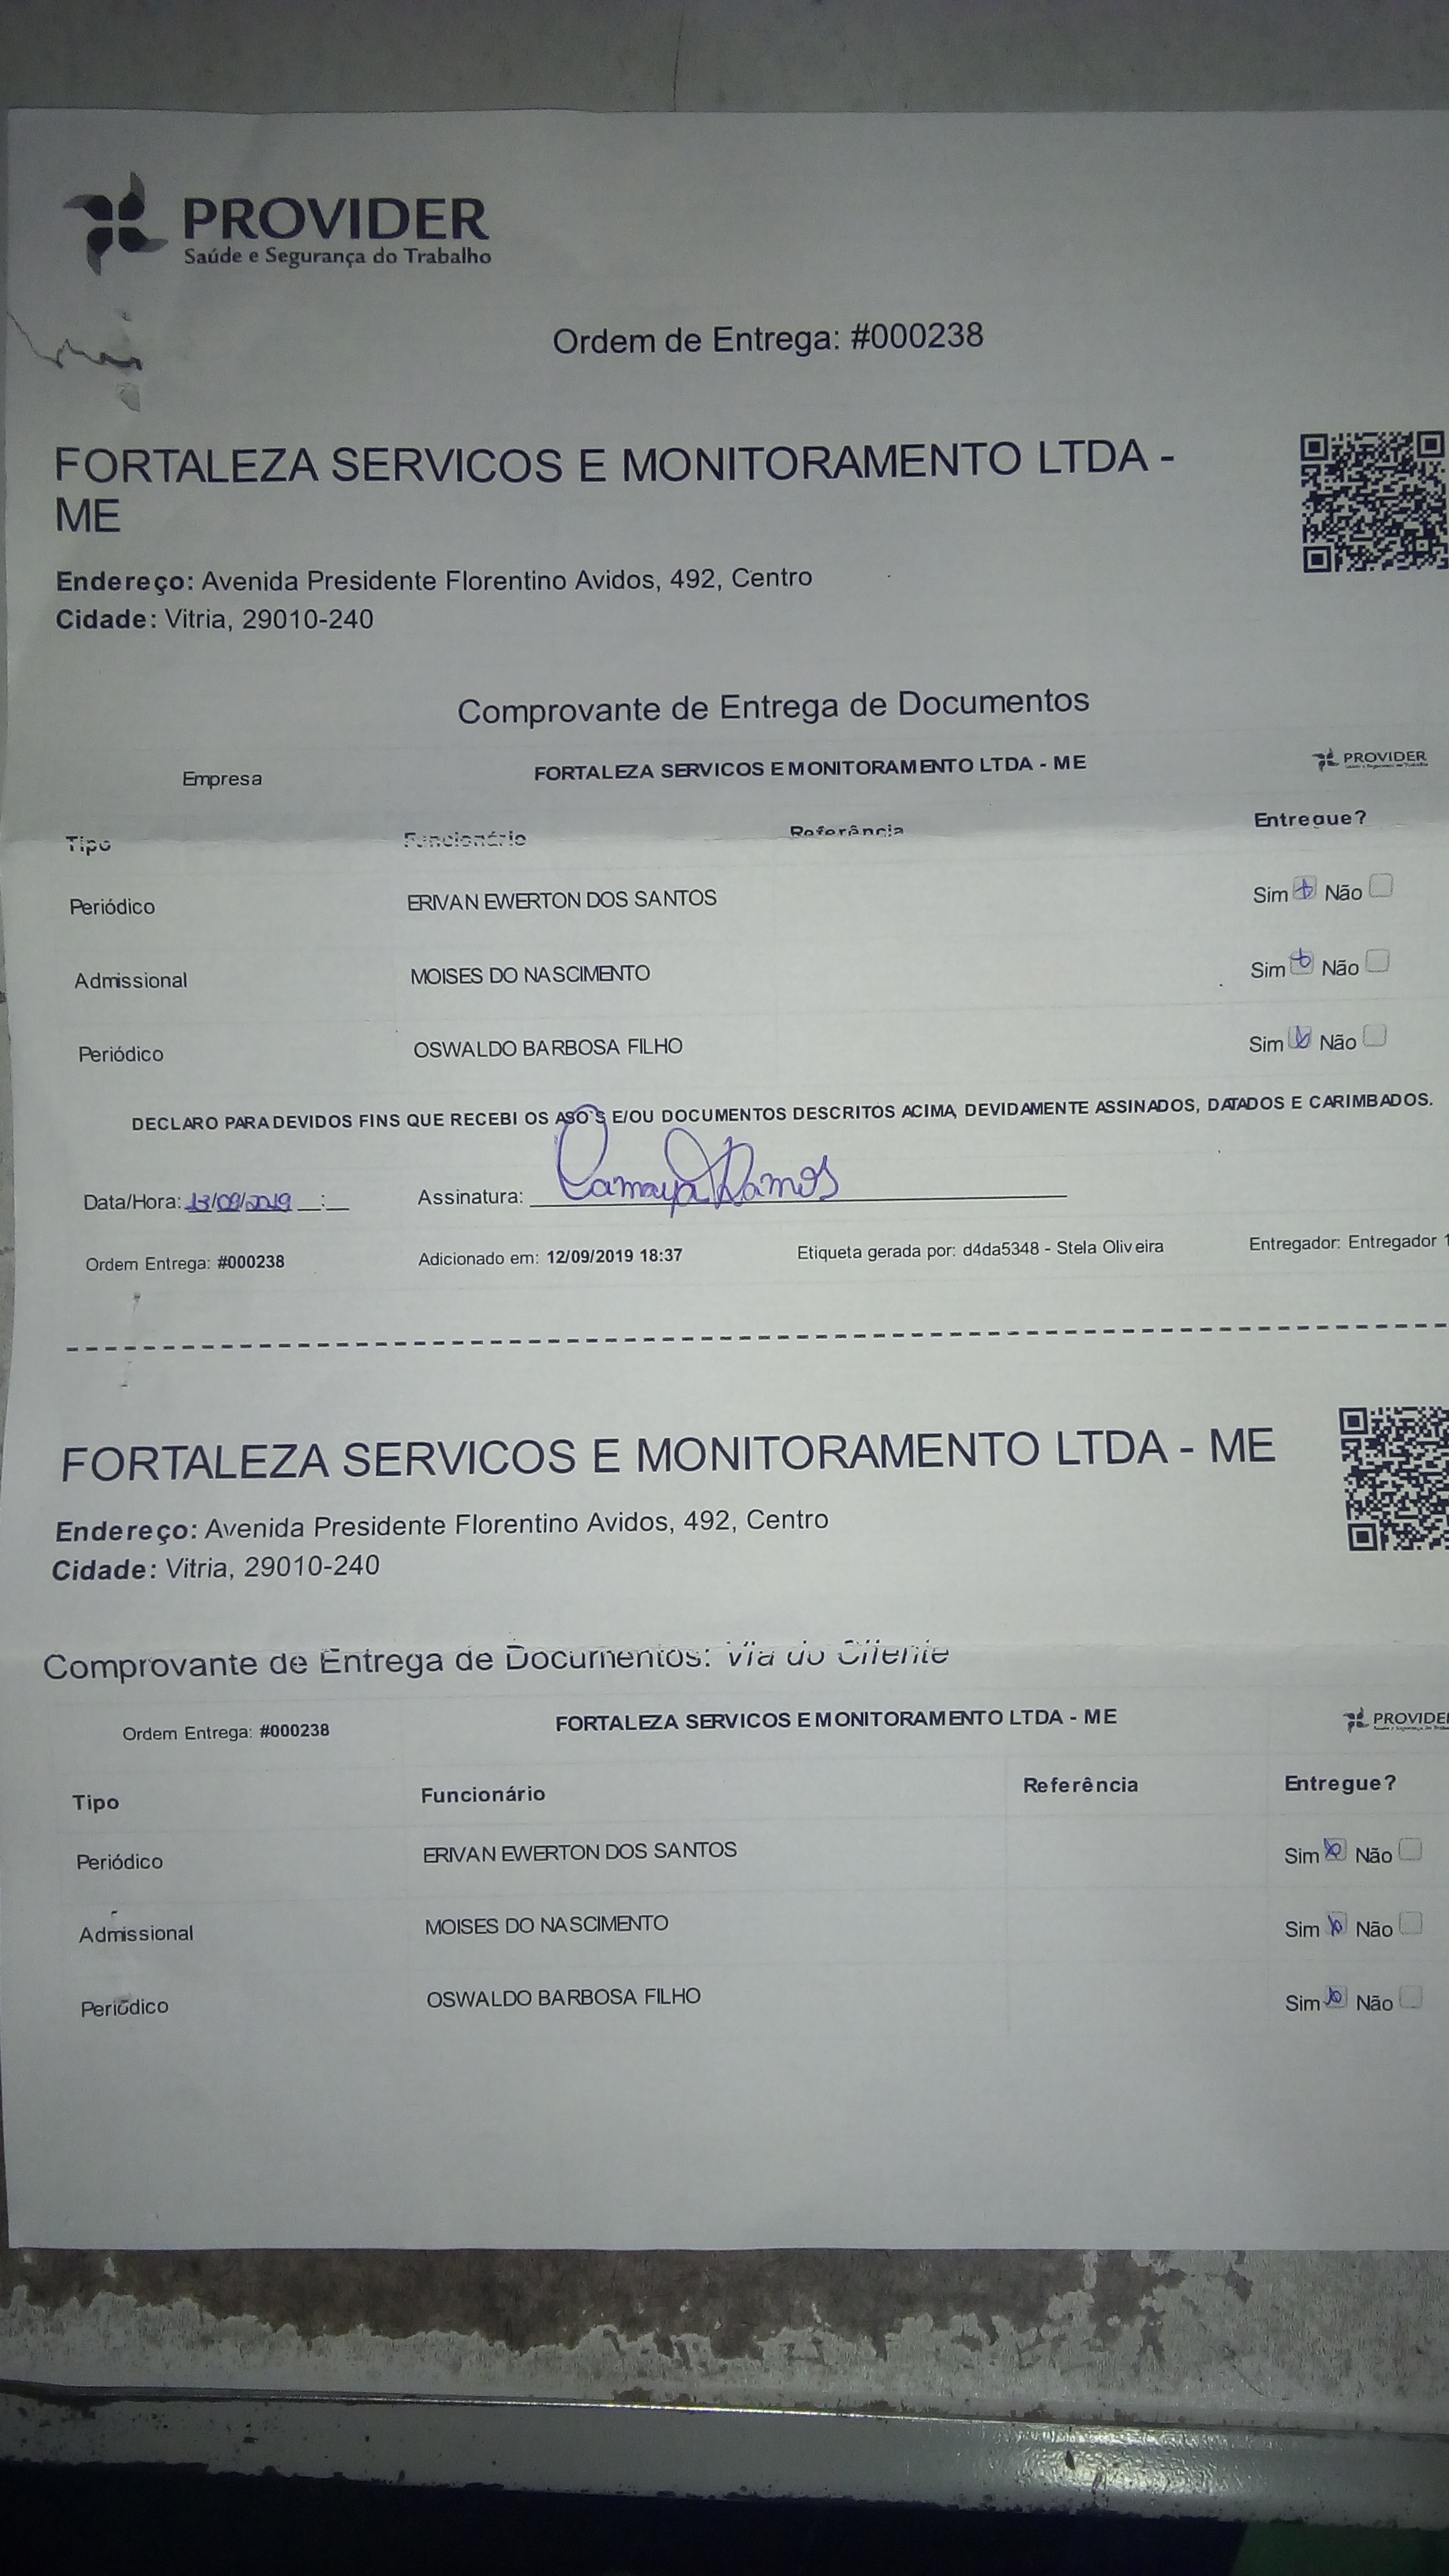 PROVIDER
Saúde e Segurança do Trabalho
Ordem de Entrega: #000238
FORTALEZA SERVICOS E MONITORAMENTO LTDA -
ME
Endereço: Avenida Presidente Florentino Avidos, 492, Centro
Cidade: Vitria, 29010-240
Comprovante de Entrega de Documentos
Empresa FORTALEZA SERVICOS E MONITORAMENTO LTDA - ME PROVIDER
Tipo Funcionário Referência Entregue?
Periódico ERIVAN EWERTON DOS SANTOS Sim Não
Admissional MOISES DO NASCIMENTO Sim Não
Periódico OSWALDO BARBOSA FILHO Sim Não
DECLARO PARA DEVIDOS FINS QUE RECEBI OS ASO`S E/OU DOCUMENTOS DESCRITOS ACIMA, DEVIDAMENTE ASSINADOS, DATADOS E CARIMBADOS.
Data/Hora: 13/09/2019 __:__ Assinatura: Ramos
Ordem Entrega: #000238 Adicionado em: 12/09/2019 18:37 Etiqueta gerada por: d4da5348 - Stela Oliveira Entregador: Entregador 1
FORTALEZA SERVICOS E MONITORAMENTO LTDA - ME
Endereço: Avenida Presidente Florentino Avidos, 492, Centro
Cidade: Vitria, 29010-240
Comprovante de Entrega de Documentos: Via do Cliente
Ordem Entrega: #000238 FORTALEZA SERVICOS E MONITORAMENTO LTDA - ME PROVIDER
Tipo Funcionário Referência Entregue?
Periódico ERIVAN EWERTON DOS SANTOS Sim Não
Admissional MOISES DO NASCIMENTO Sim Não
Periódico OSWALDO BARBOSA FILHO Sim Não